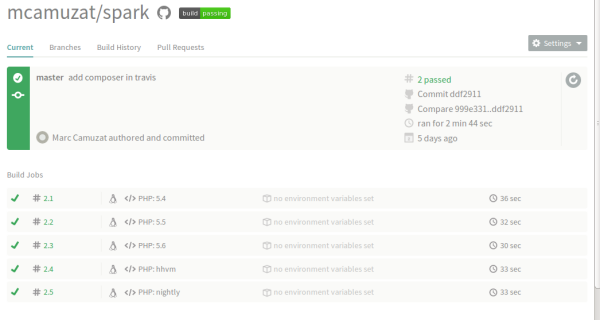 mcamuzat/spark build passing
Current Branches Build History Pull Requests Settings
master add composer in travis
2 passed
Commit ddf2911
Compare 999e331..ddf2911
ran for 2 min 44 sec
Marc Camuzat authored and committed
5 days ago
Build Jobs
# 2.1 </> PHP: 5.4 no environment variables set 36 sec
# 2.2 </> PHP: 5.5 no environment variables set 32 sec
# 2.3 </> PHP: 5.6 no environment variables set 30 sec
# 2.4 </> PHP: hhvm no environment variables set 33 sec
# 2.5 </> PHP: nightly no environment variables set 33 sec